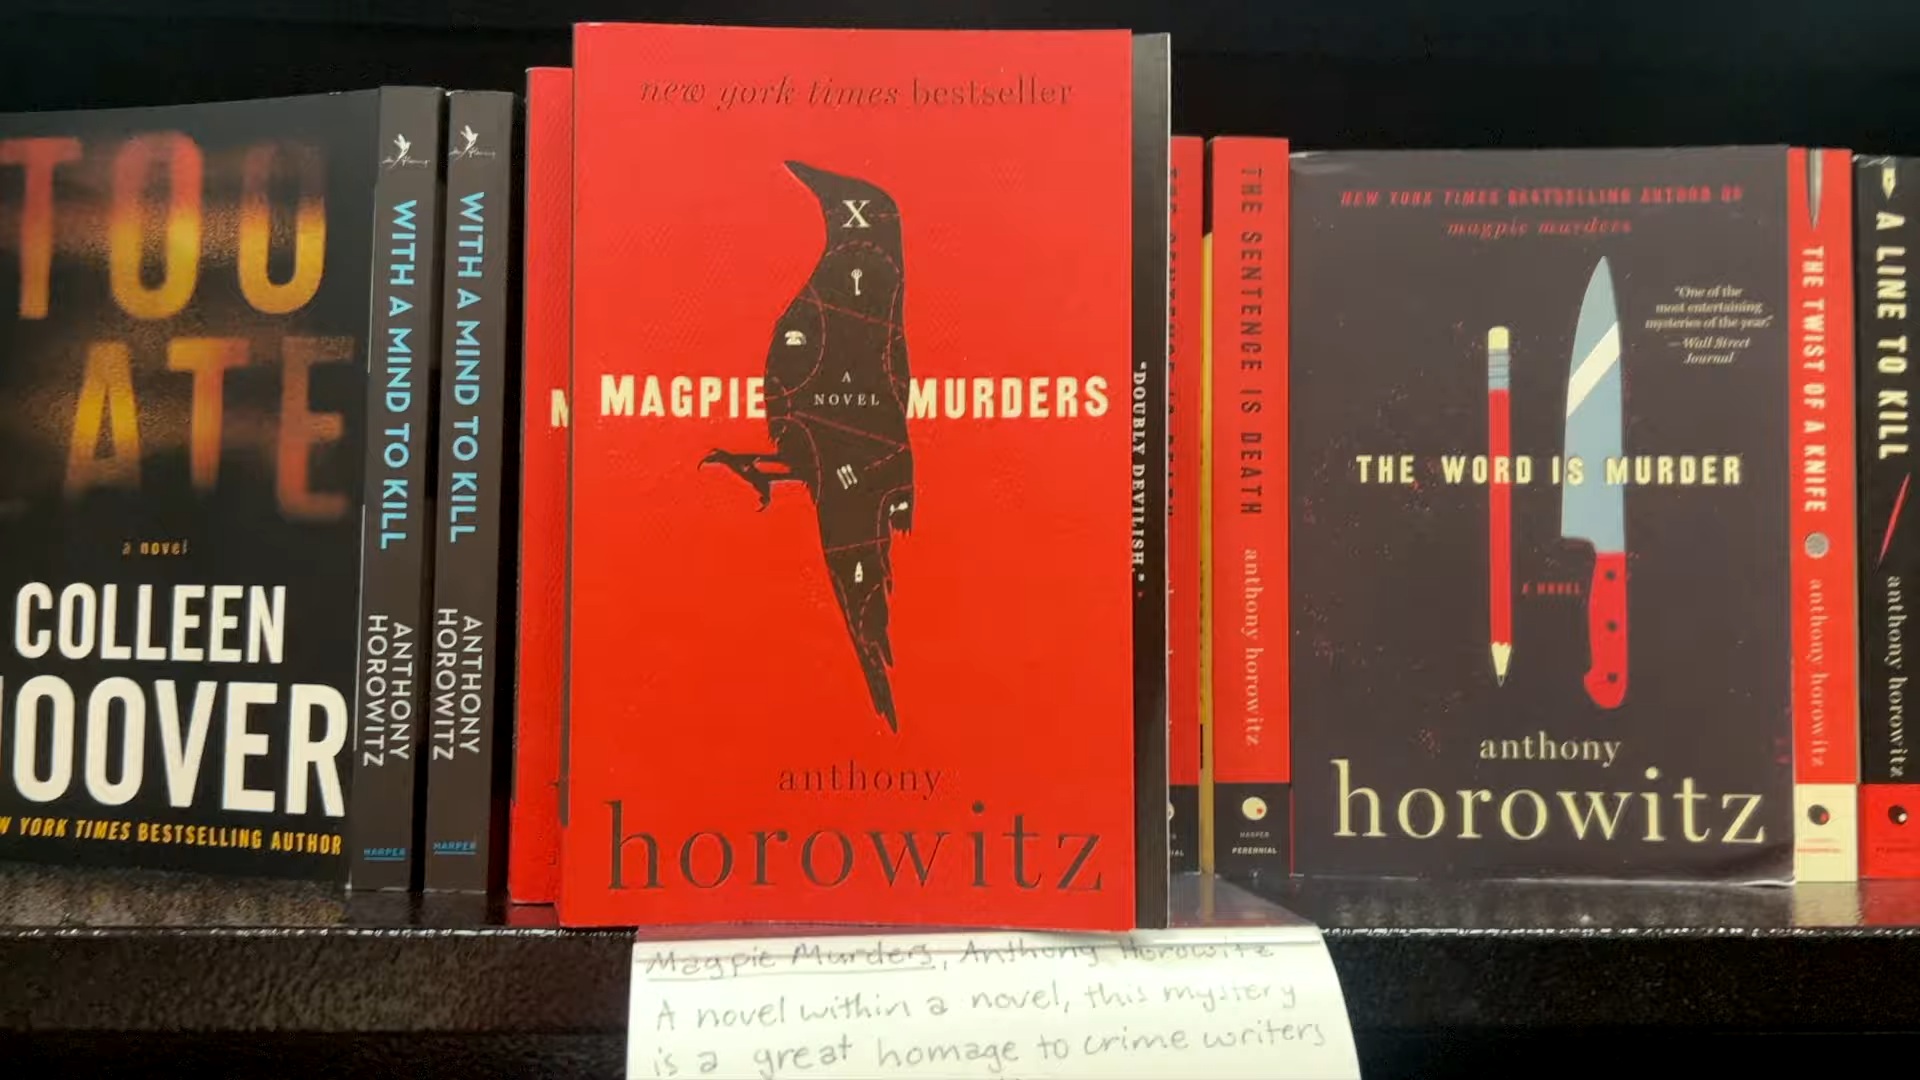 TOO
LATE
a novel
COLLEEN
HOOVER
YORK TIMES BESTSELLING AUTHOR
WITH A MIND TO KILL
ANTHONY
HOROWITZ
HARPER
WITH A MIND TO KILL
ANTHONY
HOROWITZ
HARPER
new york times bestseller
X
A
NOVEL
MAGPIE MURDERS
anthony
horowitz
"DOUBLY DEVILISH."
THE SENTENCE IS DEATH
anthony horowitz
HARPER
PERENNIAL
NEW YORK TIMES BESTSELLING AUTHOR OF
magpie murders
"One of the
most entertaining
mysteries of the year."
—Wall Street
Journal
THE WORD IS MURDER
A NOVEL
anthony
horowitz
THE TWIST OF A KNIFE
anthony horowitz
A LINE TO KILL
anthony horowitz
Magpie Murders, Anthony Horowitz
A novel within a novel, this mystery
is a great homage to crime writers